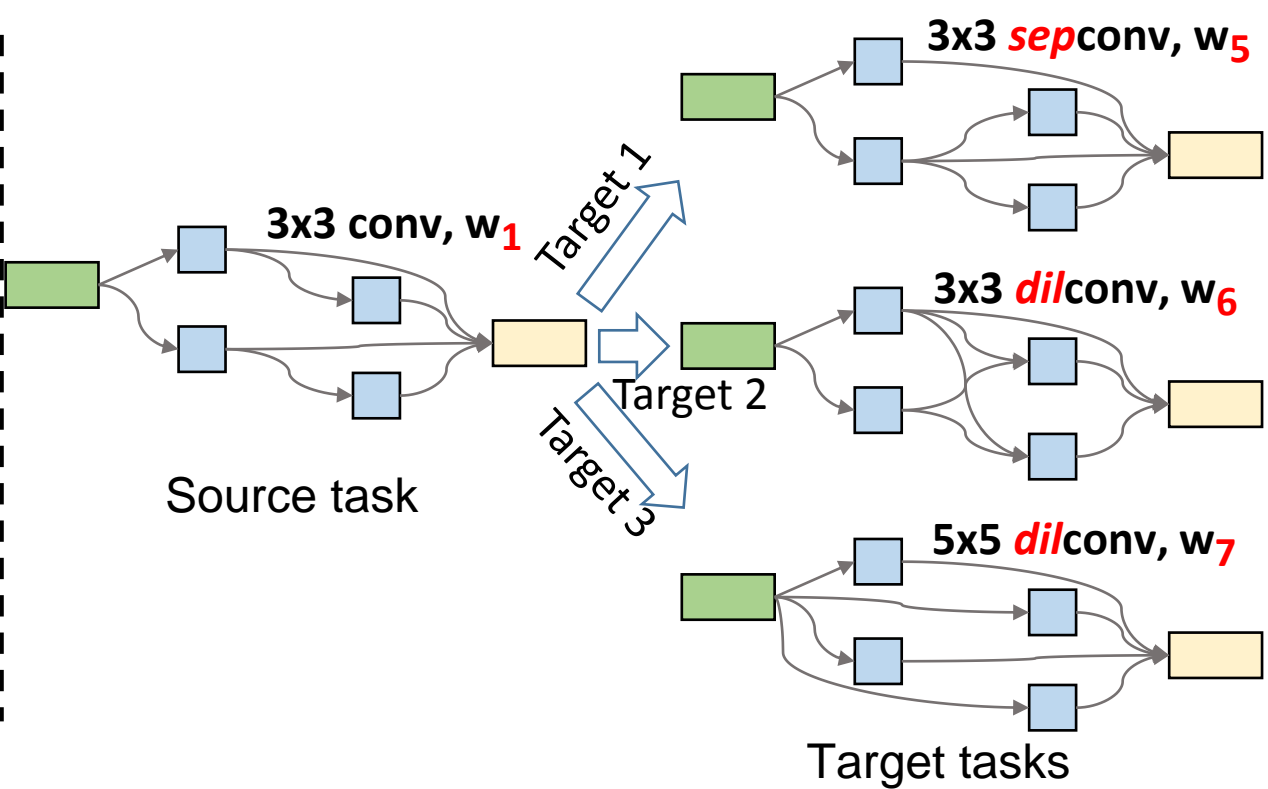 3x3 conv, w1
Source task
Target 1
Target 2
Target 3
3x3 sepconv, w5
3x3 dilconv, w6
5x5 dilconv, w7
Target tasks